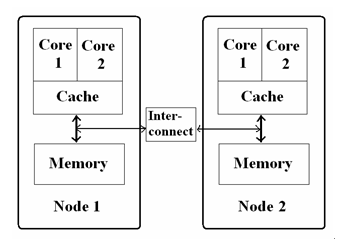 Core 1
Core 2
Cache
Memory
Node 1
Inter-
connect
Core 1
Core 2
Cache
Memory
Node 2